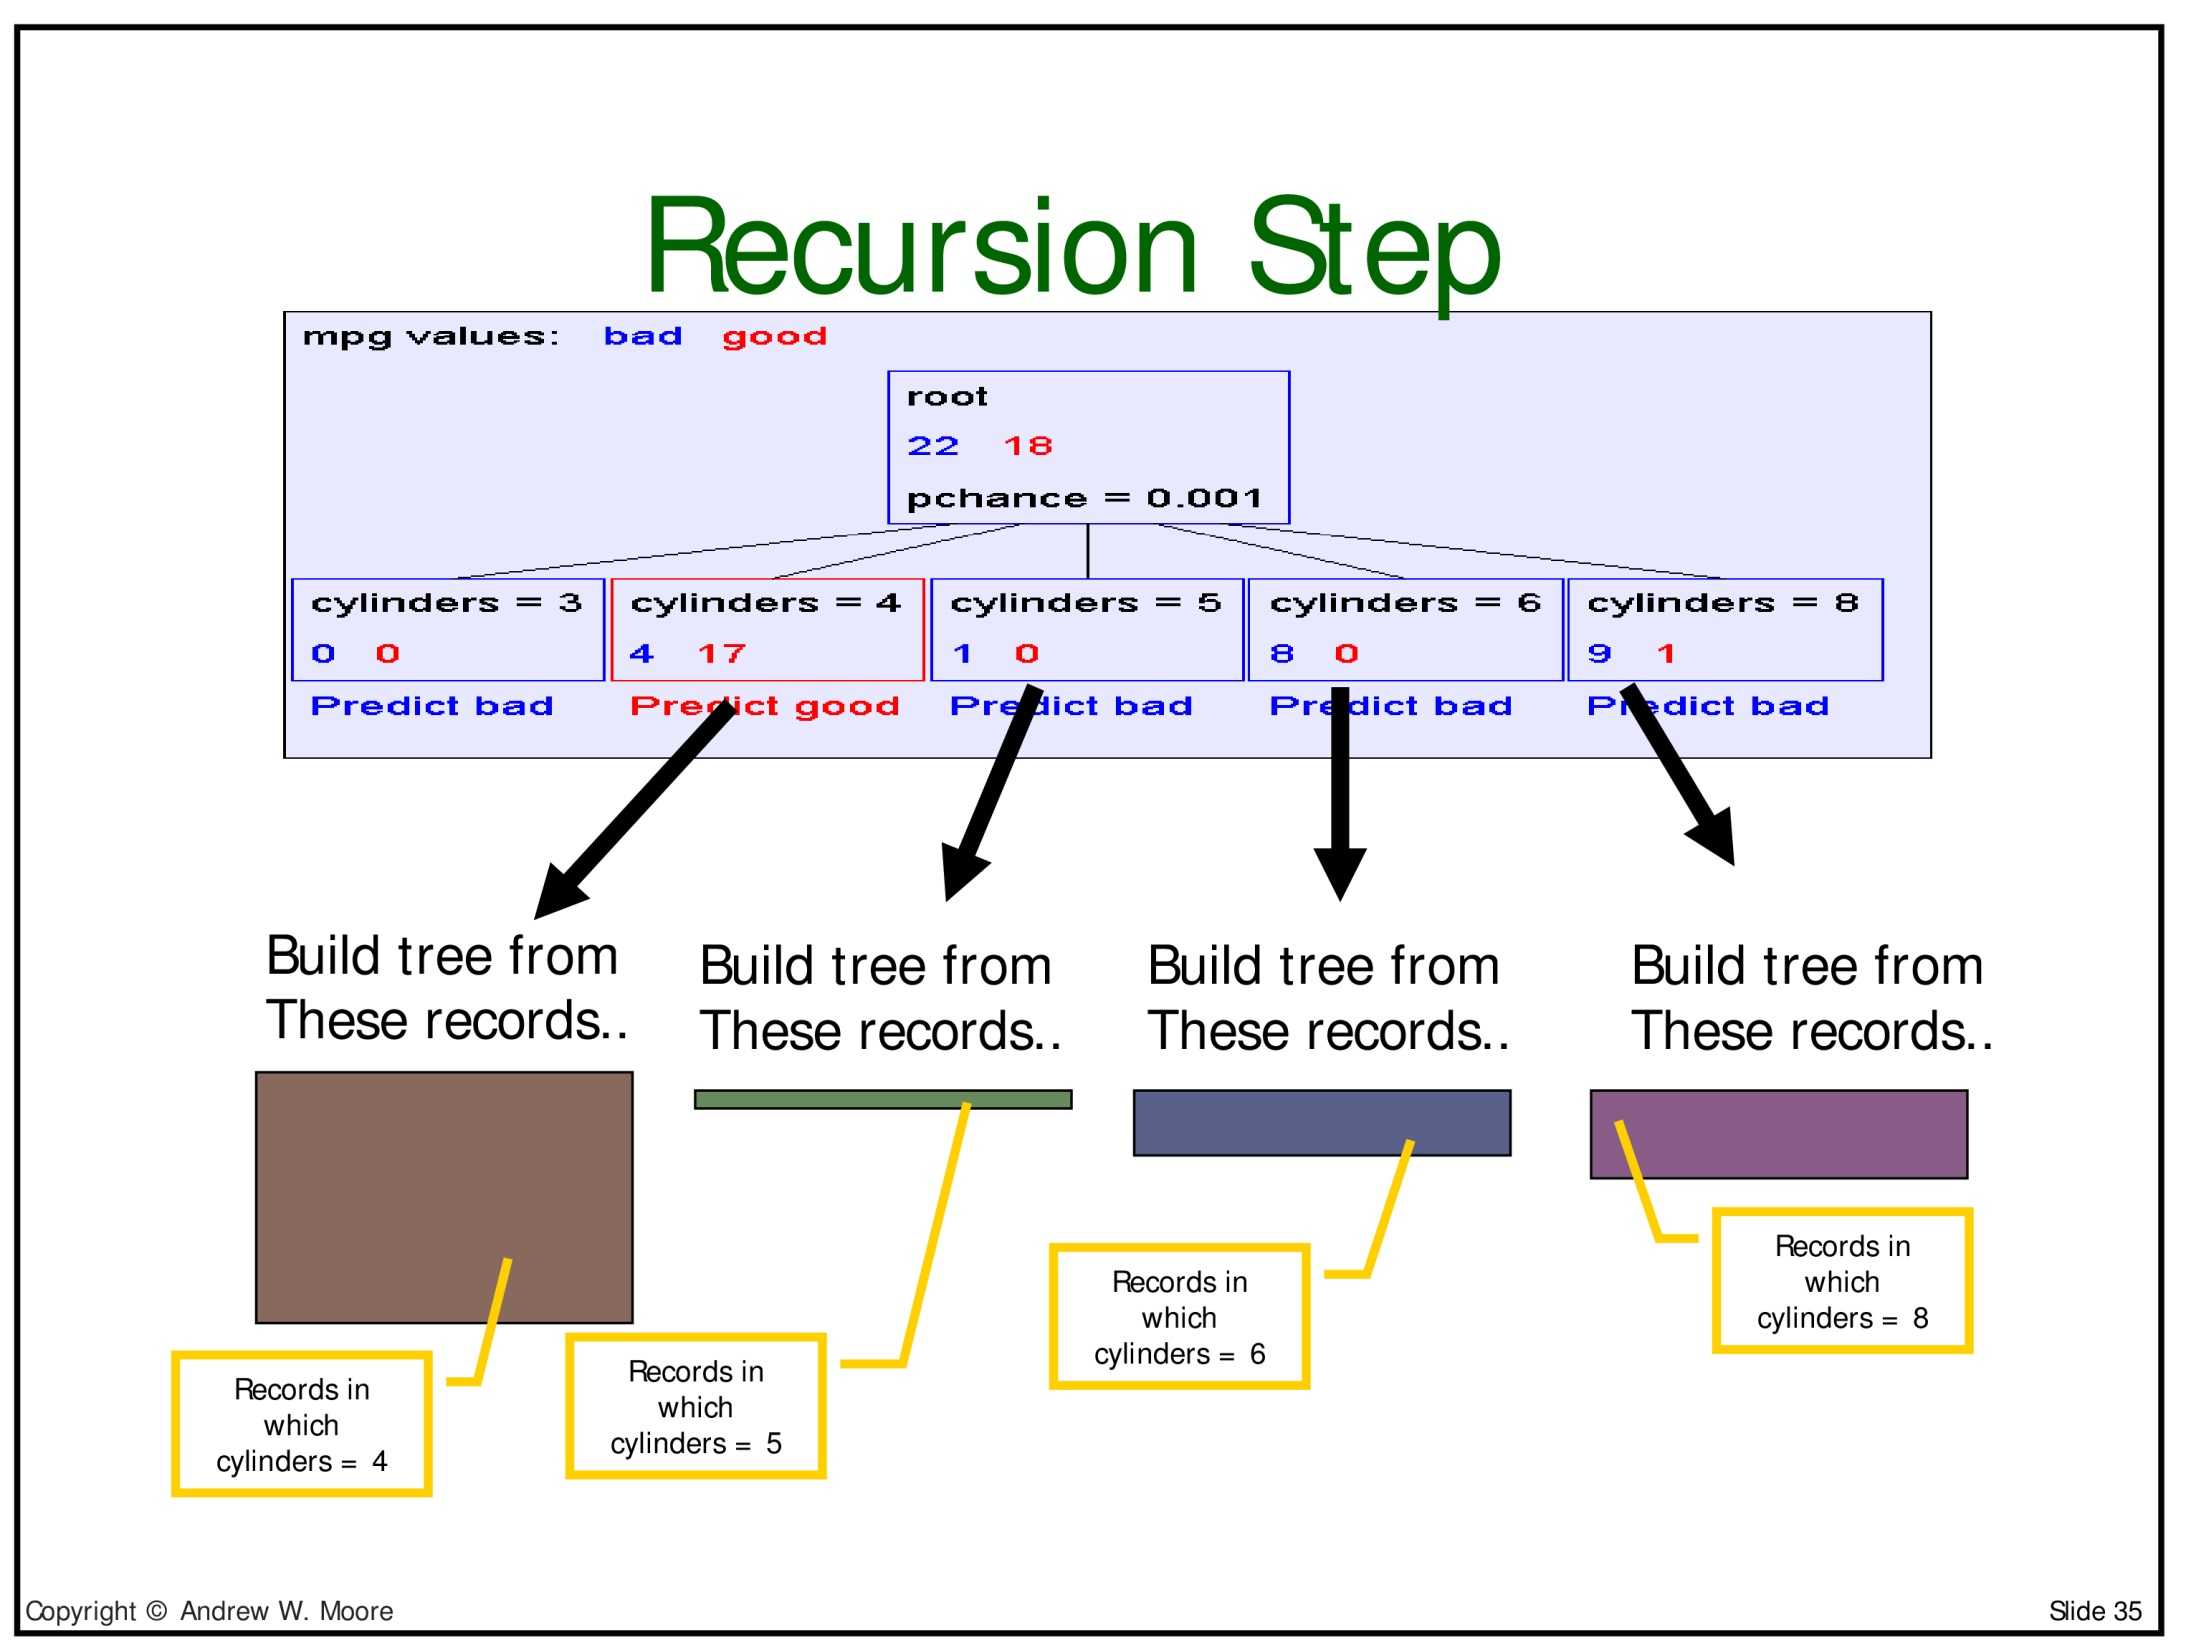 Recursion Step
mpg values: bad good
root
22 18
pchance = 0.001
cylinders = 3 cylinders = 4 cylinders = 5 cylinders = 6 cylinders = 8
0 0 4 17 1 0 8 0 9 1
Predict bad Predict good Predict bad Predict bad Predict bad
Build tree from
These records..
Build tree from
These records..
Build tree from
These records..
Build tree from
These records..
Records in
which
cylinders = 4
Records in
which
cylinders = 5
Records in
which
cylinders = 6
Records in
which
cylinders = 8
Copyright © Andrew W. Moore
Slide 35